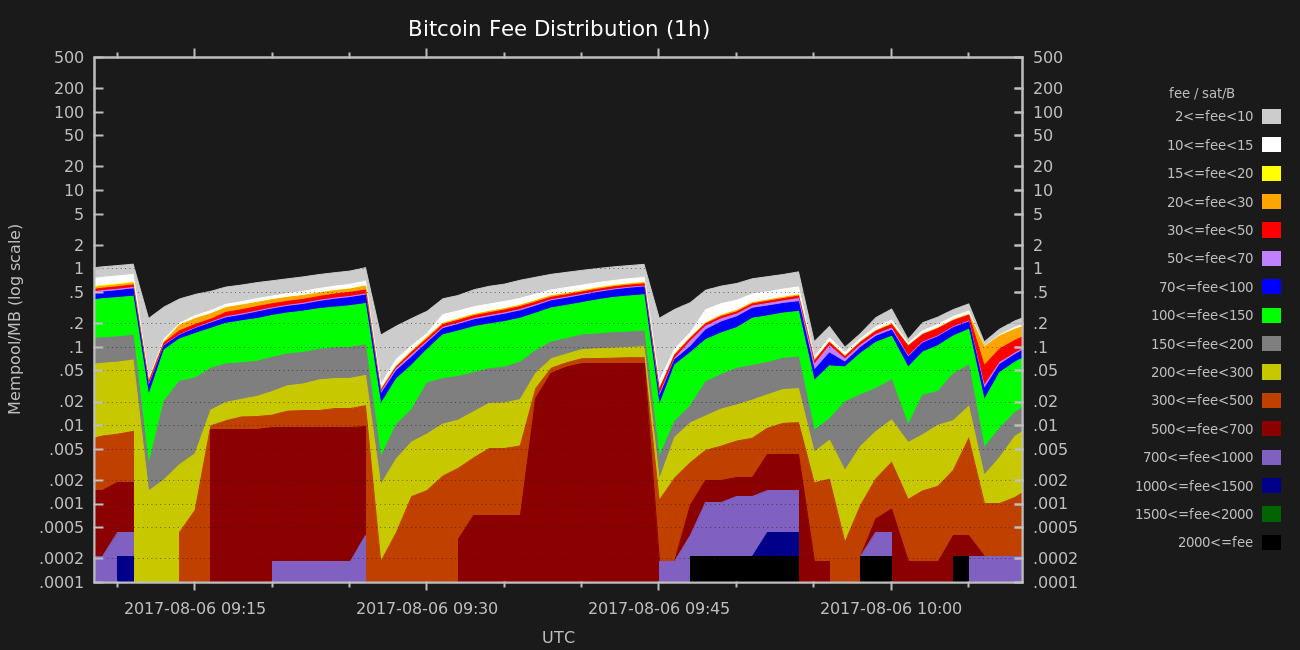 Bitcoin Fee Distribution (1h)
500 500
200 200
100 100
50 50
20 20
10 10
5 5
2 2
1 1
.5 .5
.2 .2
.1 .1
.05 .05
.02 .02
.01 .01
.005 .005
.002 .002
.001 .001
.0005 .0005
.0002 .0002
.0001 .0001
Mempool/MB (log scale)
2017-08-06 09:15 2017-08-06 09:30 2017-08-06 09:45 2017-08-06 10:00
UTC
fee / sat/B
2<=fee<10
10<=fee<15
15<=fee<20
20<=fee<30
30<=fee<50
50<=fee<70
70<=fee<100
100<=fee<150
150<=fee<200
200<=fee<300
300<=fee<500
500<=fee<700
700<=fee<1000
1000<=fee<1500
1500<=fee<2000
2000<=fee